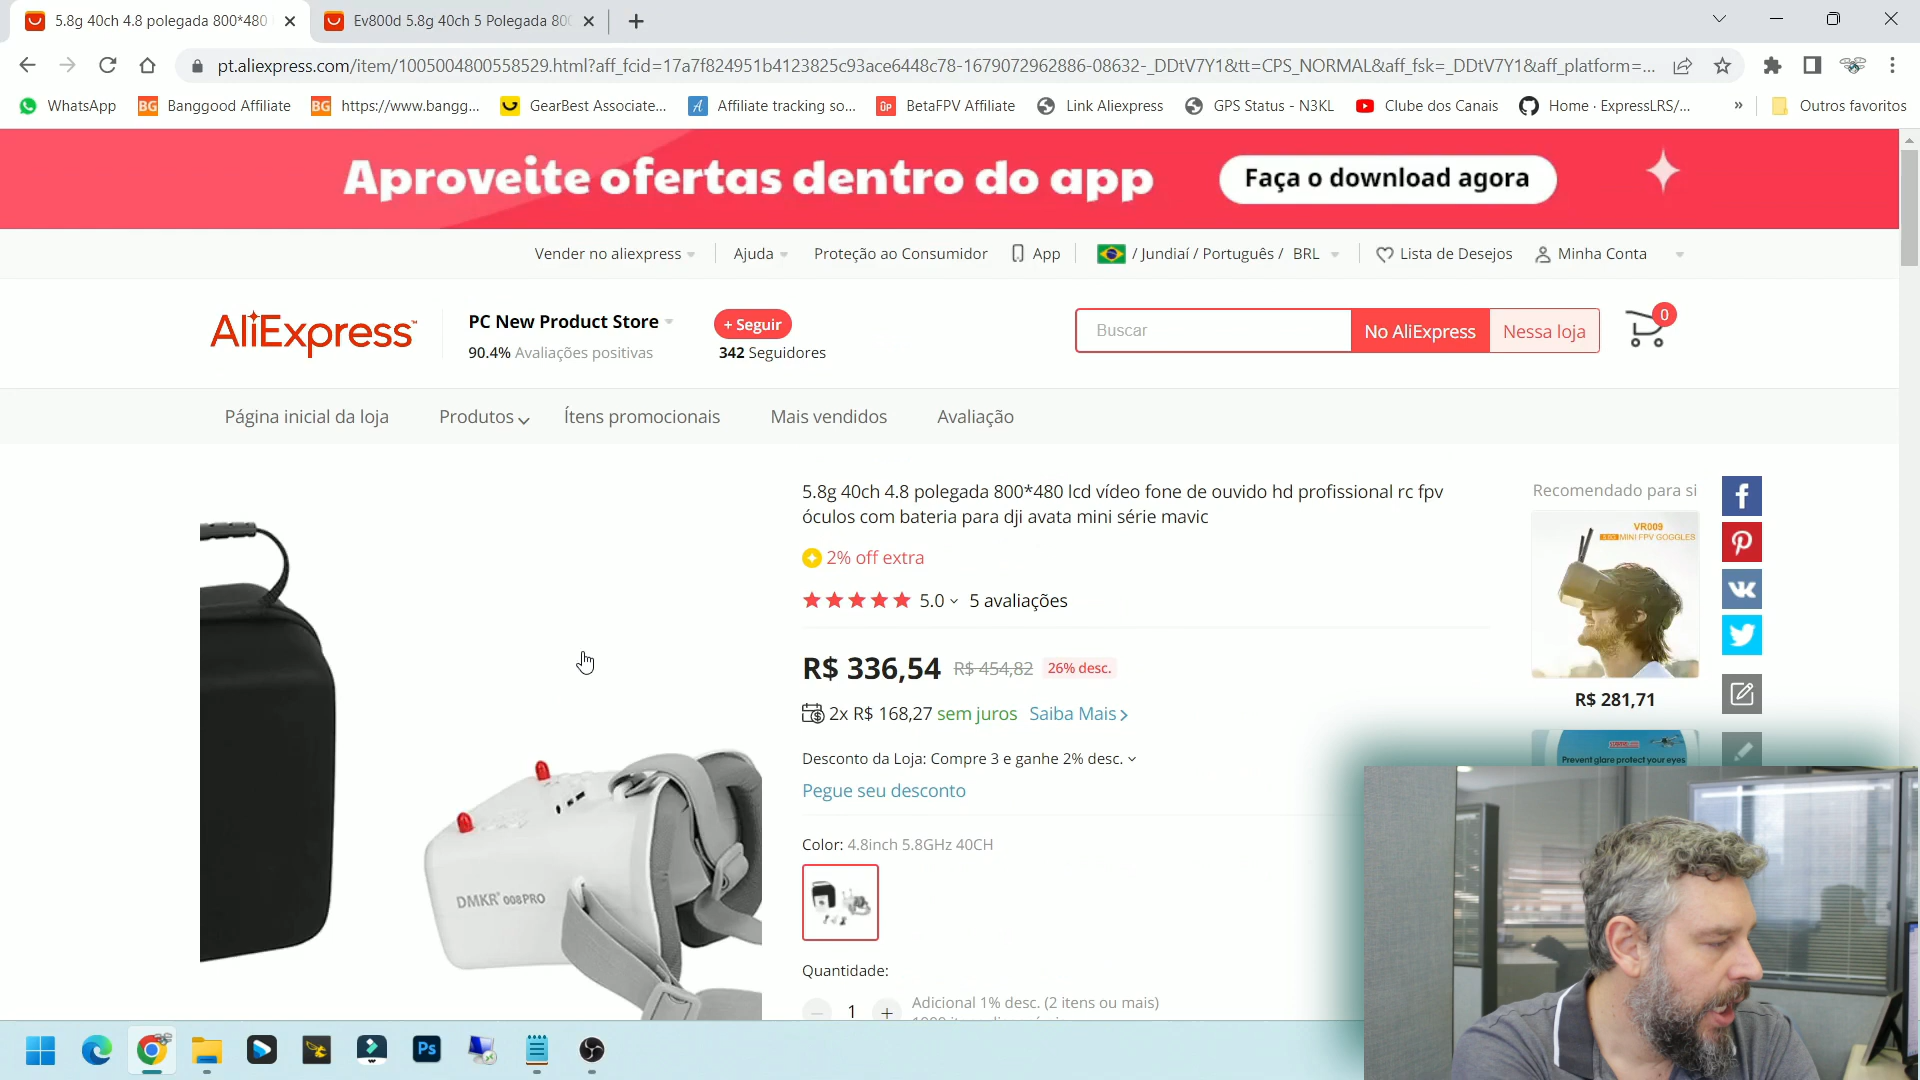 5.8g 40ch 4.8 polegada 800*480
Ev800d 5.8g 40ch 5 Polegada 80
pt.aliexpress.com/item/1005004800558529.html?aff_fcid=17a7f824951b4123825c93ace6448c78-1679072962886-08632-_DDtV7Y1&tt=CPS_NORMAL&aff_fsk=_DDtV7Y1&aff_platform=...
WhatsApp
BG Banggood Affiliate
BG https://www.bangg...
GearBest Associate...
Affiliate tracking so...
BetaFPV Affiliate
Link Aliexpress
GPS Status - N3KL
Clube dos Canais
Home · ExpressLRS/...
»
Outros favoritos
Aproveite ofertas dentro do app
Faça o download agora
Vender no aliexpress
Ajuda
Proteção ao Consumidor
App
/ Jundiaí / Português / BRL
Lista de Desejos
Minha Conta
AliExpress™
PC New Product Store
90.4% Avaliações positivas
+ Seguir
342 Seguidores
Buscar
No AliExpress
Nessa loja
0
Página inicial da loja
Produtos
Ítens promocionais
Mais vendidos
Avaliação
5.8g 40ch 4.8 polegada 800*480 lcd vídeo fone de ouvido hd profissional rc fpv
óculos com bateria para dji avata mini série mavic
2% off extra
5.0 5 avaliações
R$ 336,54 R$ 454,82 26% desc.
2x R$ 168,27 sem juros Saiba Mais
Desconto da Loja: Compre 3 e ganhe 2% desc.
Pegue seu desconto
Color: 4.8inch 5.8GHz 40CH
Quantidade:
1
Adicional 1% desc. (2 itens ou mais)
DMKR® 008PRO
Recomendado para si
VR009
5.8G MINI FPV GOGGLES
R$ 281,71
Prevent glare protect your eyes
Ps